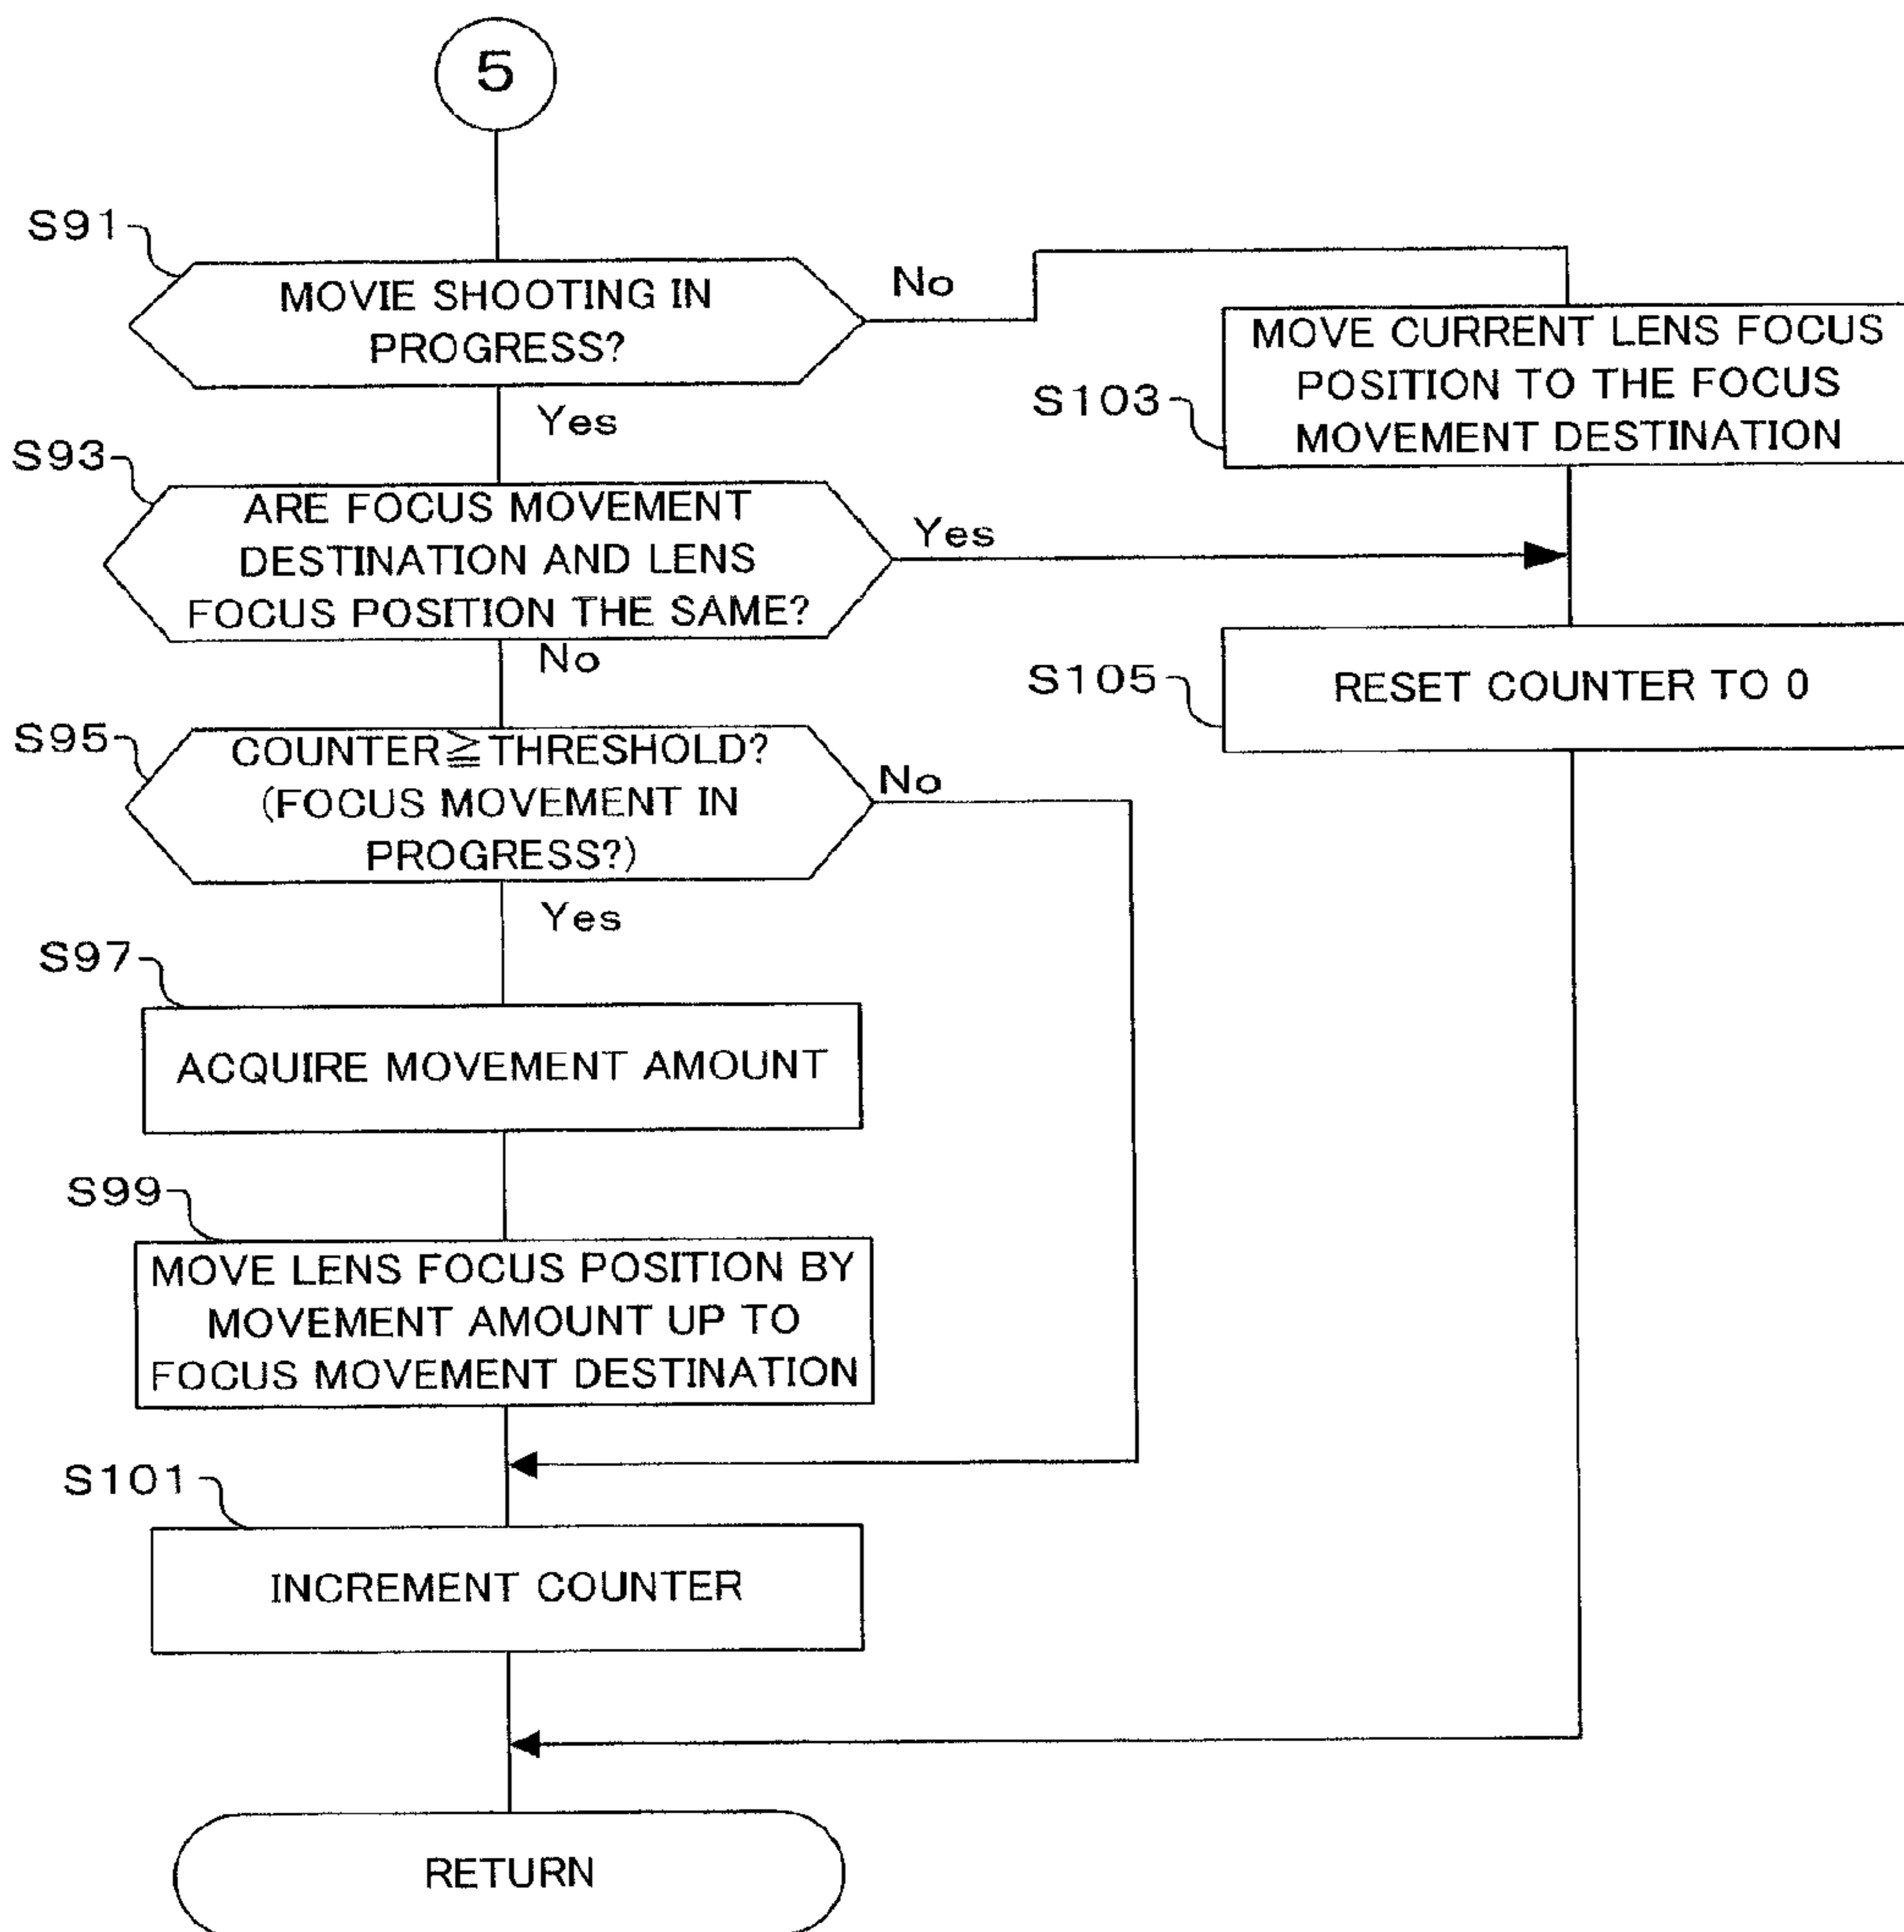 5
S91
MOVIE SHOOTING IN
PROGRESS?
No
Yes
MOVE CURRENT LENS FOCUS
POSITION TO THE FOCUS
MOVEMENT DESTINATION
S103
S93
ARE FOCUS MOVEMENT
DESTINATION AND LENS
FOCUS POSITION THE SAME?
Yes
No
S105
RESET COUNTER TO 0
S95
COUNTER≧THRESHOLD?
(FOCUS MOVEMENT IN
PROGRESS?)
No
Yes
S97
ACQUIRE MOVEMENT AMOUNT
S99
MOVE LENS FOCUS POSITION BY
MOVEMENT AMOUNT UP TO
FOCUS MOVEMENT DESTINATION
S101
INCREMENT COUNTER
RETURN